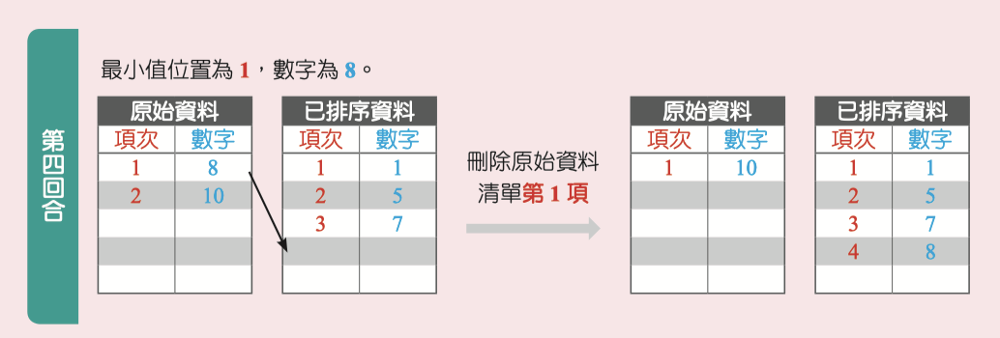 第四回合
最小值位置為 1，數字為 8。
原始資料
項次 數字
1 8
2 10
已排序資料
項次 數字
1 1
2 5
3 7
刪除原始資料
清單第 1 項
原始資料
項次 數字
1 10
已排序資料
項次 數字
1 1
2 5
3 7
4 8